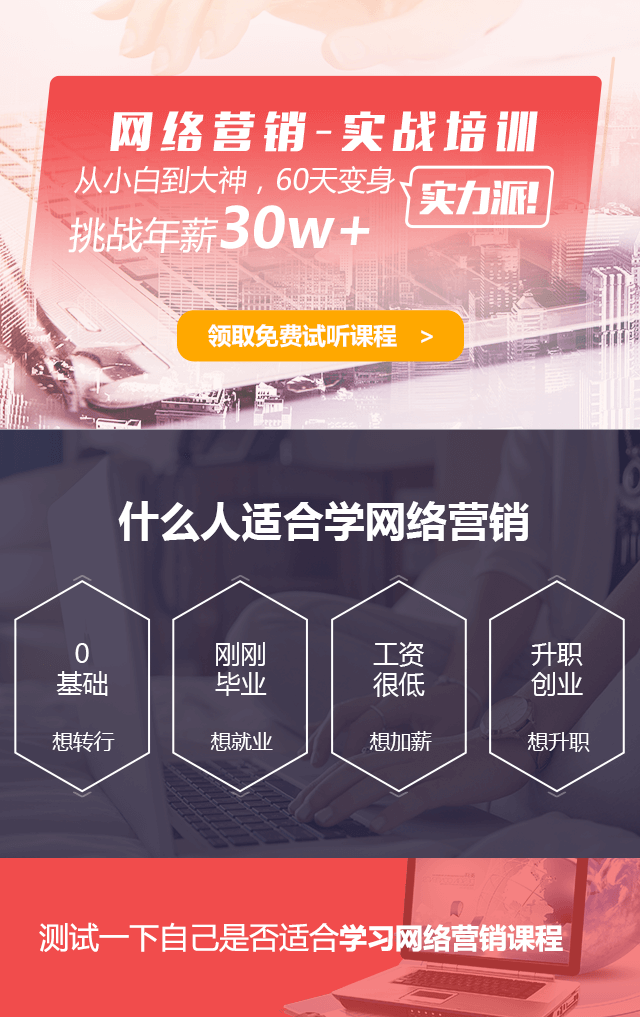 网络营销-实战培训
从小白到大神，60天变身
实力派!
挑战年薪30w+
领取免费试听课程 >
什么人适合学网络营销
0
基础
想转行
刚刚
毕业
想就业
工资
很低
想加薪
升职
创业
想升职
测试一下自己是否适合学习网络营销课程